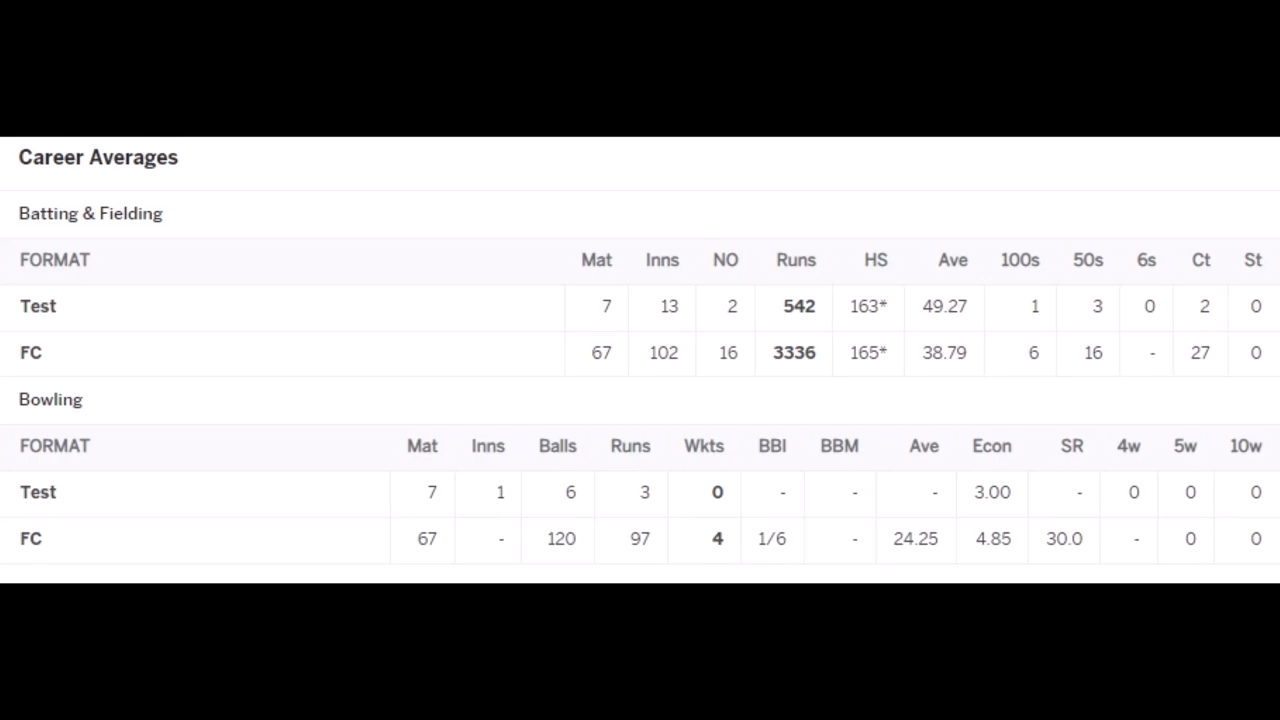 Career Averages
Batting & Fielding
FORMAT Mat Inns NO Runs HS Ave 100s 50s 6s Ct St
Test 7 13 2 542 163* 49.27 1 3 0 2 0
FC 67 102 16 3336 165* 38.79 6 16 - 27 0
Bowling
FORMAT Mat Inns Balls Runs Wkts BBI BBM Ave Econ SR 4w 5w 10w
Test 7 1 6 3 0 - - - 3.00 - 0 0 0
FC 67 - 120 97 4 1/6 - 24.25 4.85 30.0 - 0 0